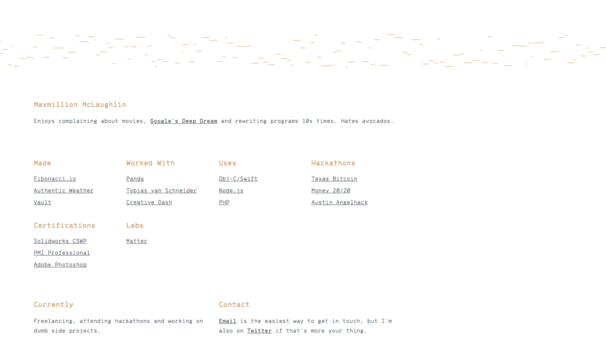 Maxmillion McLaughlin
Enjoys complaining about movies, Google's Deep Dream and rewriting programs 10x times. Hates avocados.
Made
Fibonacci.io
Authentic Weather
Vault
Worked With
Panda
Tobias van Schneider
Creative Dash
Uses
Obj-C/Swift
Node.js
PHP
Hackathons
Texas Bitcoin
Money 20/20
Austin Angelhack
Certifications
Solidworks CSWP
PMI Professional
Adobe Photoshop
Labs
Matter
Currently
Freelancing, attending hackathons and working on
dumb side projects.
Contact
Email is the easiest way to get in touch, but I'm
also on Twitter if that's more your thing.